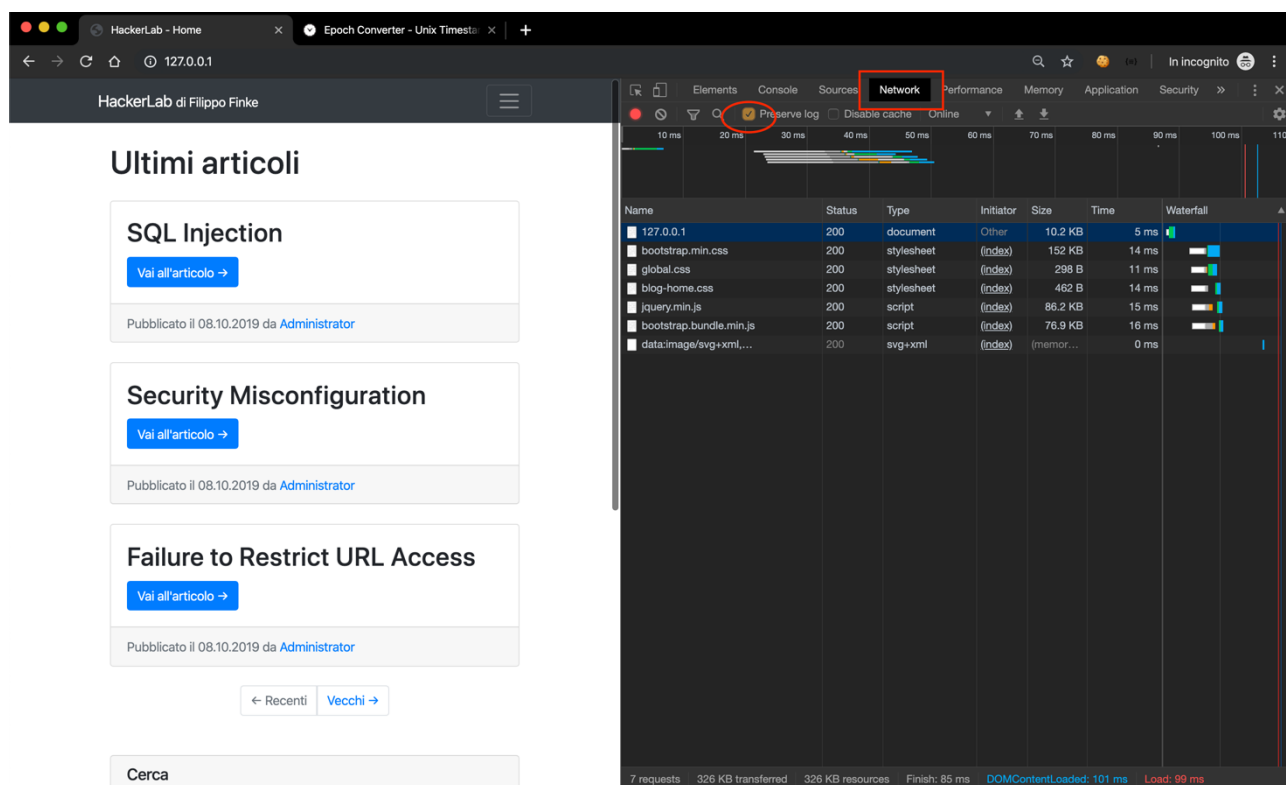 HackerLab - Home
Epoch Converter - Unix Timesta
127.0.0.1
In incognito
HackerLab di Filippo Finke
Ultimi articoli
SQL Injection
Vai all'articolo →
Pubblicato il 08.10.2019 da Administrator
Security Misconfiguration
Vai all'articolo →
Pubblicato il 08.10.2019 da Administrator
Failure to Restrict URL Access
Vai all'articolo →
Pubblicato il 08.10.2019 da Administrator
← Recenti Vecchi →
Cerca
Elements Console Sources Network Performance Memory Application Security »
Preserve log Disable cache Online
10 ms 20 ms 30 ms 40 ms 50 ms 60 ms 70 ms 80 ms 90 ms 100 ms 110
Name Status Type Initiator Size Time Waterfall
127.0.0.1 200 document Other 10.2 KB 5 ms
bootstrap.min.css 200 stylesheet (index) 152 KB 14 ms
global.css 200 stylesheet (index) 298 B 11 ms
blog-home.css 200 stylesheet (index) 462 B 14 ms
jquery.min.js 200 script (index) 86.2 KB 15 ms
bootstrap.bundle.min.js 200 script (index) 76.9 KB 16 ms
data:image/svg+xml,... 200 svg+xml (index) (memor... 0 ms
7 requests 326 KB transferred 326 KB resources Finish: 85 ms DOMContentLoaded: 101 ms Load: 99 ms